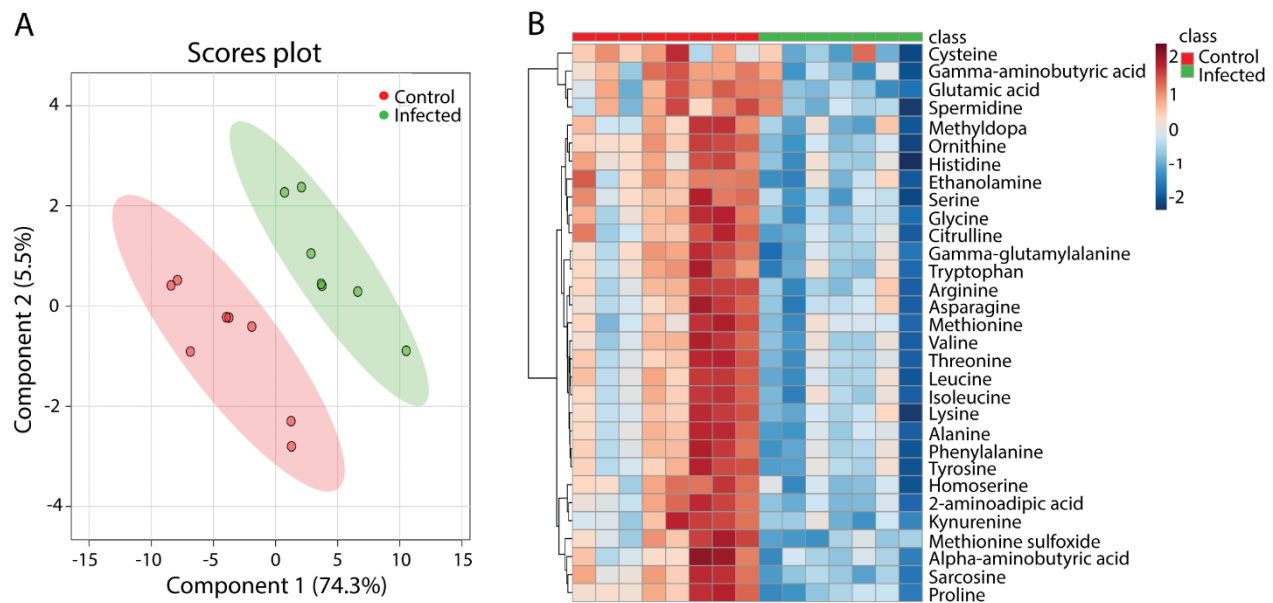 A
Scores plot
Control
Infected
4
2
0
-2
-4
-15
-10
-5
0
5
10
15
Component 2 (5.5%)
Component 1 (74.3%)
B
class
Cysteine
Gamma-aminobutyric acid
Glutamic acid
Spermidine
Methyldopa
Ornithine
Histidine
Ethanolamine
Serine
Glycine
Citrulline
Gamma-glutamylalanine
Tryptophan
Arginine
Asparagine
Methionine
Valine
Threonine
Leucine
Isoleucine
Lysine
Alanine
Phenylalanine
Tyrosine
Homoserine
2-aminoadipic acid
Kynurenine
Methionine sulfoxide
Alpha-aminobutyric acid
Sarcosine
Proline
2
1
0
-1
-2
class
Control
Infected